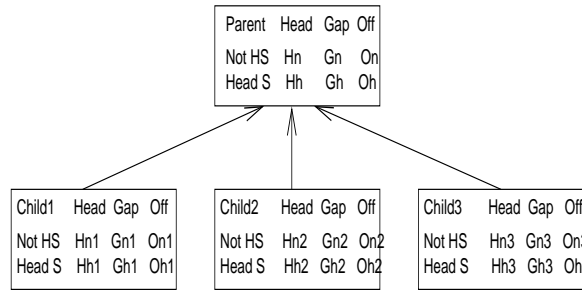 Parent Head Gap Off
Not HS Hn Gn On
Head S Hh Gh Oh
Child1 Head Gap Off
Not HS Hn1 Gn1 On1
Head S Hh1 Gh1 Oh1
Child2 Head Gap Off
Not HS Hn2 Gn2 On2
Head S Hh2 Gh2 Oh2
Child3 Head Gap Off
Not HS Hn3 Gn3 On3
Head S Hh3 Gh3 Oh